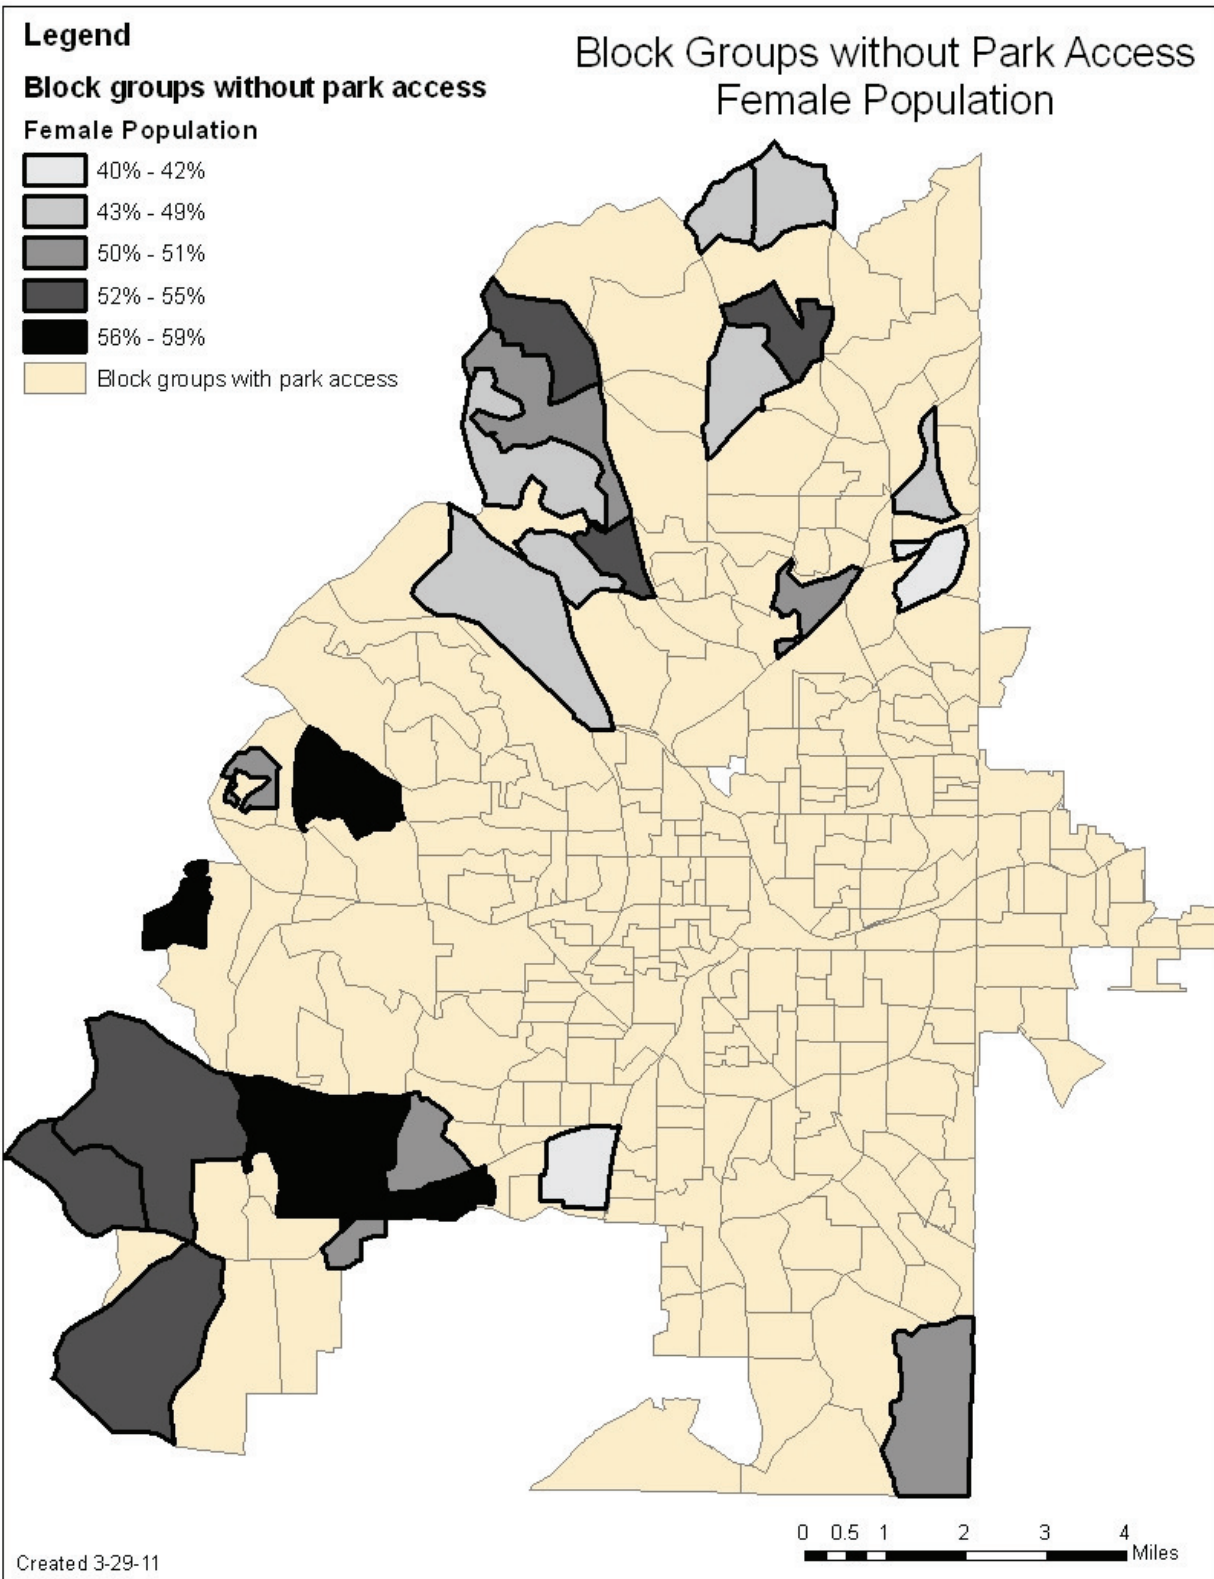 Legend
Block groups without park access
Female Population
40% - 42%
43% - 49%
50% - 51%
52% - 55%
56% - 59%
Block groups with park access
Block Groups without Park Access
Female Population
0 0.5 1 2 3 4
Miles
Created 3-29-11